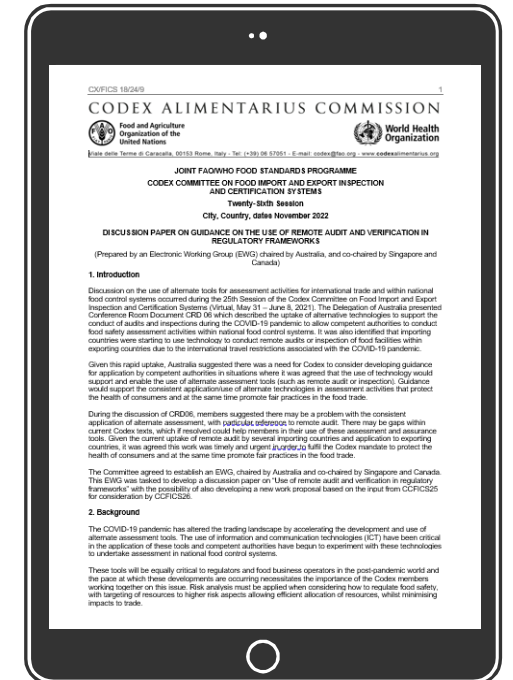 CX/FICS 18/24/9 1
CODEX ALIMENTARIUS COMMISSION
Food and Agriculture
Organization of the
United Nations
World Health
Organization
Viale delle Terme di Caracalla, 00153 Rome, Italy - Tel: (+39) 06 57051 - E-mail: codex@fao.org - www.codexalimentarius.org
JOINT FAO/WHO FOOD STANDARDS PROGRAMME
CODEX COMMITTEE ON FOOD IMPORT AND EXPORT INSPECTION
AND CERTIFICATION SYSTEMS
Twenty-Sixth Session
City, Country, dates November 2022
DISCUSSION PAPER ON GUIDANCE ON THE USE OF REMOTE AUDIT AND VERIFICATION IN
REGULATORY FRAMEWORKS
(Prepared by an Electronic Working Group (EWG) chaired by Australia, and co-chaired by Singapore and
Canada)
1. Introduction
Discussion on the use of alternate tools for assessment activities for international trade and within national
food control systems occurred during the 25th Session of the Codex Committee on Food Import and Export
Inspection and Certification Systems (Virtual, May 31 – June 8, 2021). The Delegation of Australia presented
Conference Room Document CRD 06 which described the uptake of alternative technologies to support the
conduct of audits and inspections during the COVID-19 pandemic to allow competent authorities to conduct
food safety assessment activities within national food control systems. It was also identified that importing
countries were starting to use technology to conduct remote audits or inspection of food facilities within
exporting countries due to the international travel restrictions associated with the COVID-19 pandemic.
Given this rapid uptake, Australia suggested there was a need for Codex to consider developing guidance
for application by competent authorities in situations where it was agreed that the use of technology would
support and enable the use of alternate assessment tools (such as remote audit or inspection). Guidance
would support the consistent application/use of alternate technologies in assessment activities that protect
the health of consumers and at the same time promote fair practices in the food trade.
During the discussion of CRD06, members suggested there may be a problem with the consistent
application of alternate assessment, with particular reference to remote audit. There may be gaps within
current Codex texts, which if resolved could help members in their use of these assessment and assurance
tools. Given the current uptake of remote audit by several importing countries and application to exporting
countries, it was agreed this work was timely and urgent in order to fulfil the Codex mandate to protect the
health of consumers and at the same time promote fair practices in the food trade.
The Committee agreed to establish an EWG, chaired by Australia and co-chaired by Singapore and Canada.
This EWG was tasked to develop a discussion paper on "Use of remote audit and verification in regulatory
frameworks" with the possibility of also developing a new work proposal based on the input from CCFICS25
for consideration by CCFICS26.
2. Background
The COVID-19 pandemic has altered the trading landscape by accelerating the development and use of
alternate assessment tools. The use of information and communication technologies (ICT) have been critical
in the application of these tools and competent authorities have begun to experiment with these technologies
to undertake assessment in national food control systems.
These tools will be equally critical to regulators and food business operators in the post-pandemic world and
the pace at which these developments are occurring necessitates the importance of the Codex members
working together on this issue. Risk analysis must be applied when considering how to regulate food safety,
with targeting of resources to higher risk aspects allowing efficient allocation of resources, whilst minimising
impacts to trade.